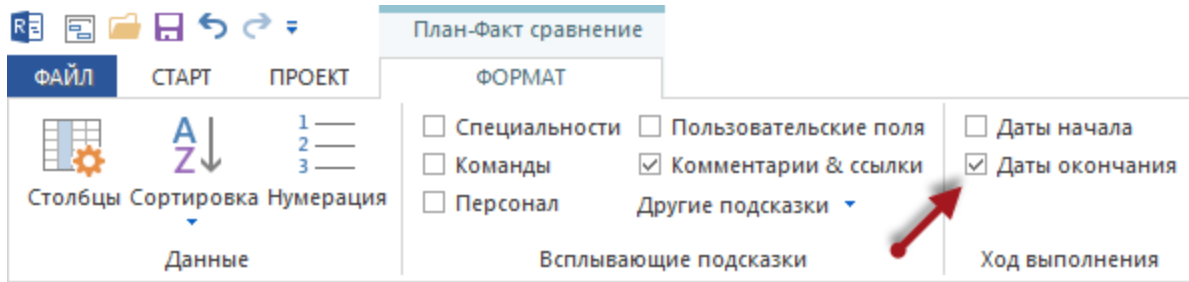 План-Факт сравнение
ФАЙЛ СТАРТ ПРОЕКТ ФОРМАТ
Столбцы Сортировка Нумерация
Данные
Специальности Пользовательские поля
Команды Комментарии & ссылки
Персонал Другие подсказки
Всплывающие подсказки
Даты начала
Даты окончания
Ход выполнения